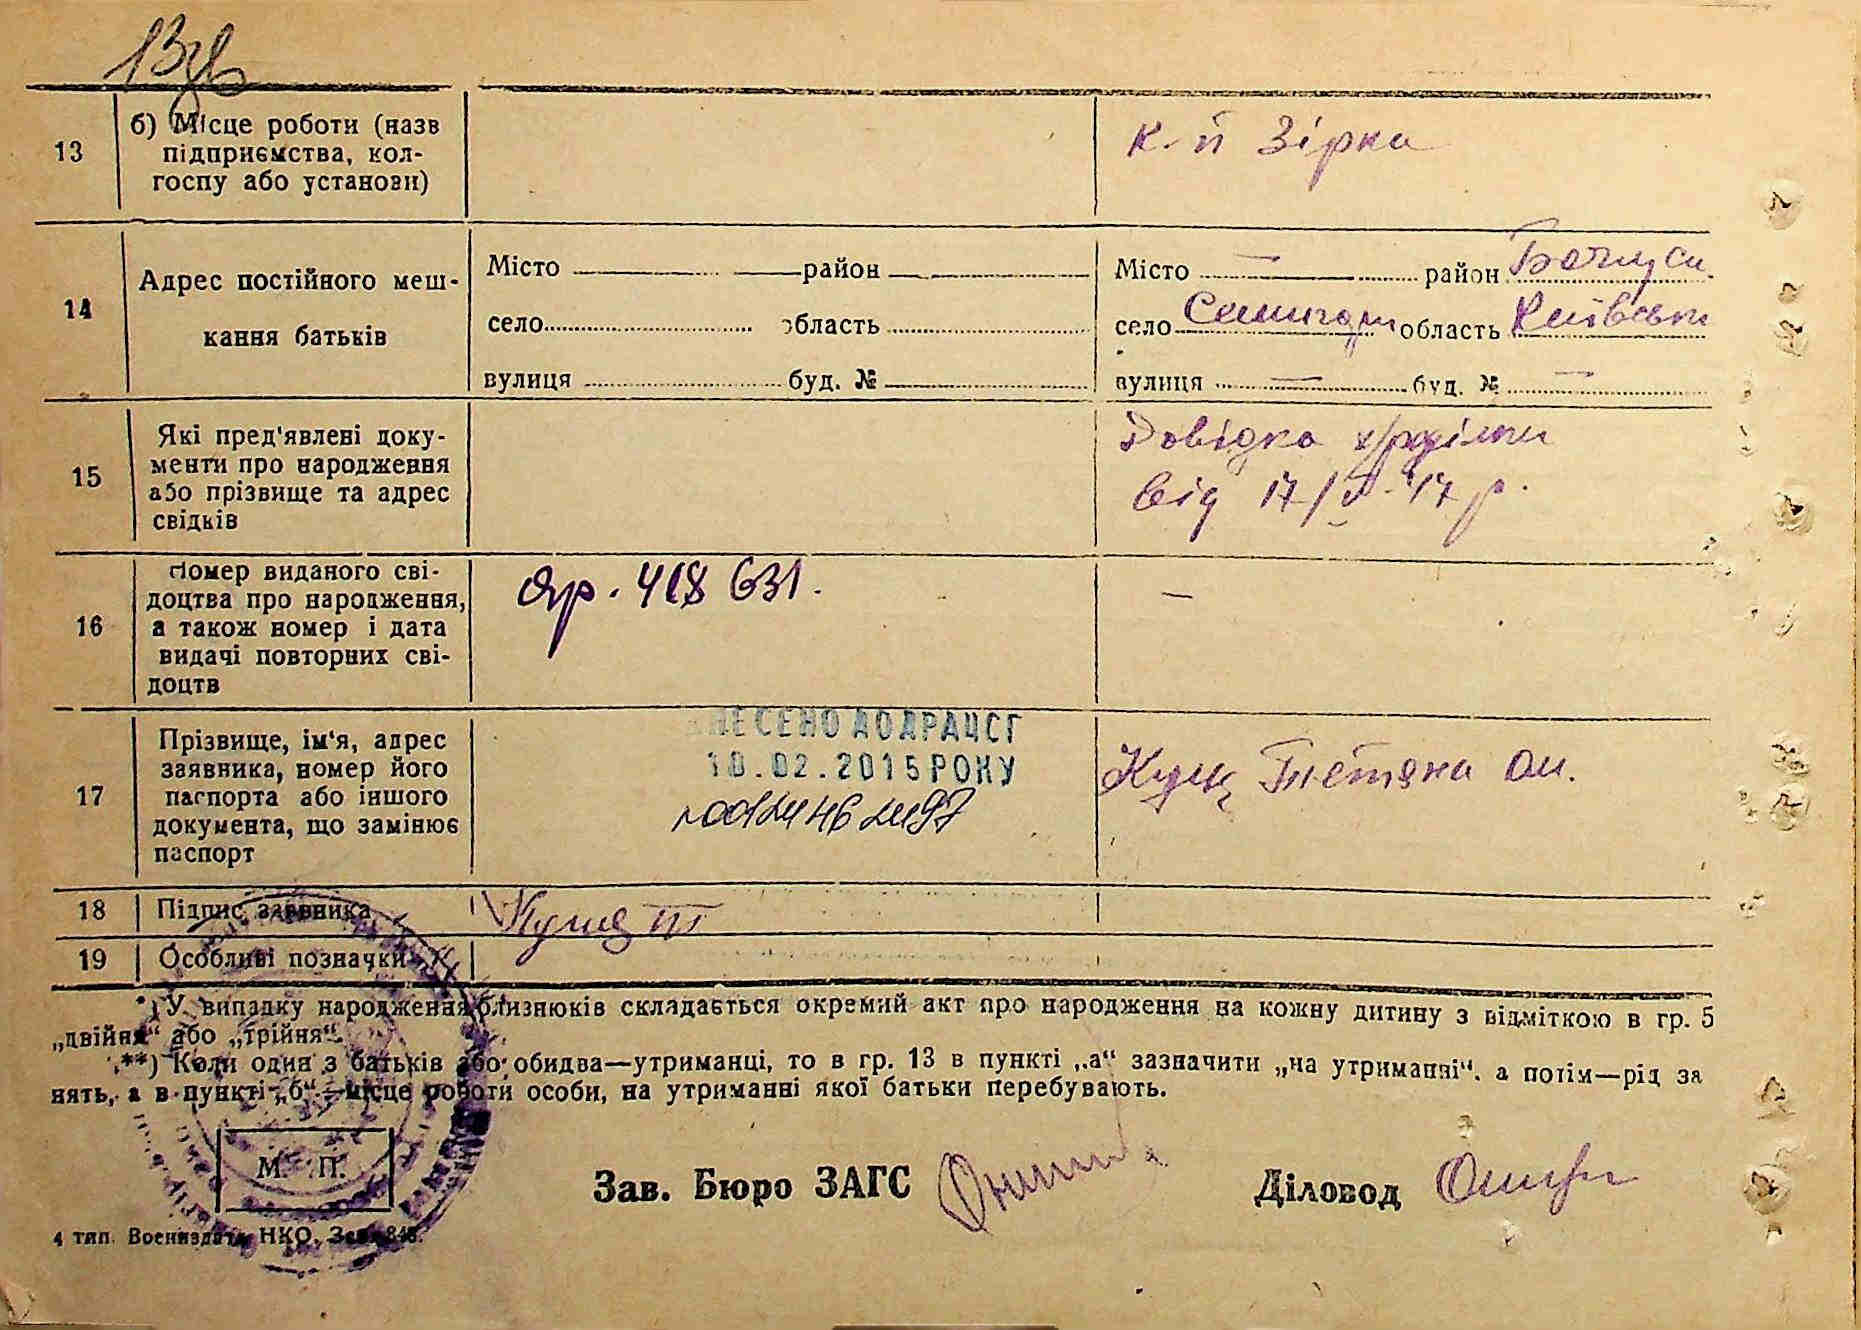 13
б) Місце роботи (назв
підприємства, кол-
госпу або установи)
к-п Зірка
14
Адрес постійного меш-
кання батьків
Місто район
село область
вулиця буд. №
Місто — район
село область
вулиця — буд. № —
15
Які пред'явлені доку-
менти про народження
або прізвище та адрес
свідків
Довідка
від 17/
16
Номер виданого сві-
доцтва про народження,
а також номер і дата
видачі повторних сві-
доцтв
418 631.
—
17
Прізвище, ім'я, адрес
заявника, номер його
паспорта або іншого
документа, що замінює
паспорт
ВНЕСЕНО ДО ДРАЦСГ
10.02.2015 РОКУ
Куць Тетяна Ом.
18
Підпис заявника
19
Особливі позначки
*) У випадку народження близнюків складається окремий акт про народження на кожну дитину з відміткою в гр. 5
„двійня“ або „трійня“.
**) Коли один з батьків або обидва—утриманці, то в гр. 13 в пункті „а“ зазначити „на утриманні“, а потім—рід за
нять, а в пункті „б“—місце роботи особи, на утриманні якої батьки перебувають.
М. П.
Зав. Бюро ЗАГС
Діловод
4 тип. Воениздата НКО.